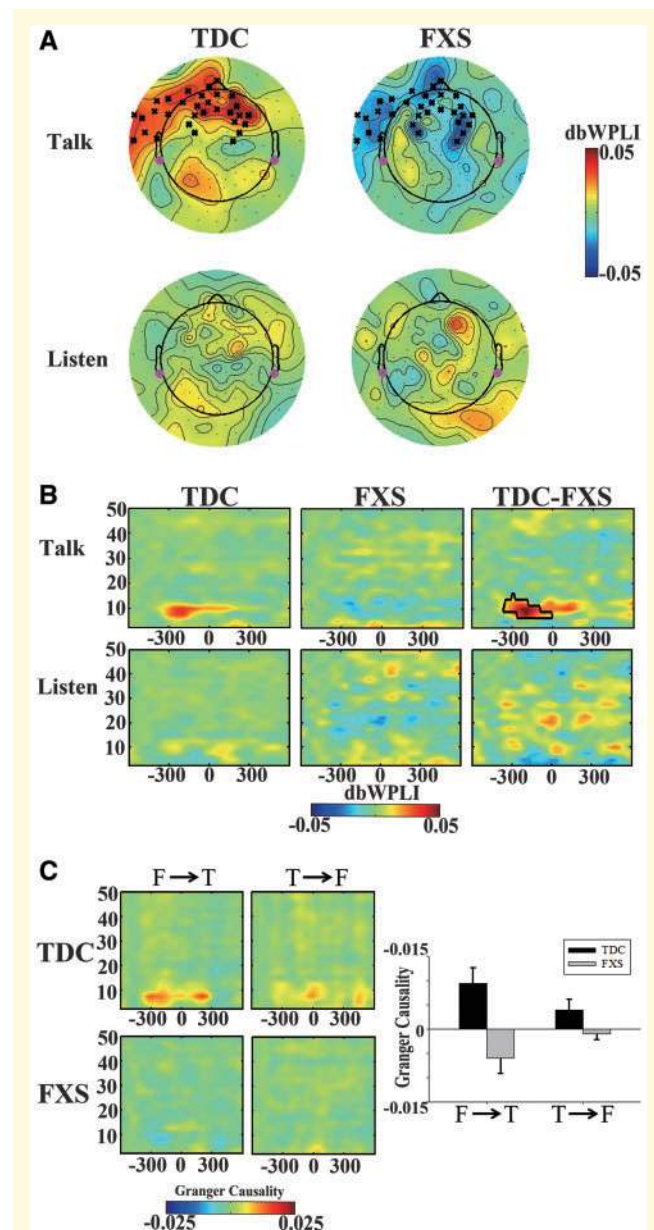 A
TDC FXS
Talk
dbWPLI
0.05
-0.05
Listen
B
TDC FXS TDC-FXS
Talk
50
40
30
20
10
-300 0 300 -300 0 300 -300 0 300
Listen
50
40
30
20
10
-300 0 300 -300 0 300 -300 0 300
dbWPLI
-0.05 0.05
C
F → T T → F
TDC
50
40
30
20
10
-300 0 300 -300 0 300
FXS
50
40
30
20
10
-300 0 300 -300 0 300
Granger Causality
-0.025 0.025
-0.015
TDC
FXS
Granger Causality
0
-0.015
F → T T → F